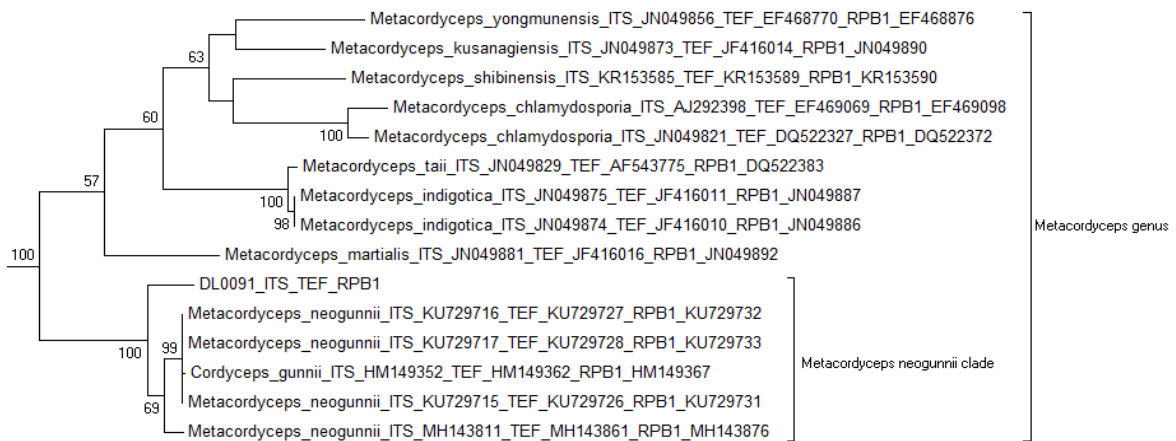 Metacordyceps_yongmunensis_ITS_JN049856_TEF_EF468770_RPB1_EF468876
63
Metacordyceps_kusanagiensis_ITS_JN049873_TEF_JF416014_RPB1_JN049890
Metacordyceps_shibinensis_ITS_KR153585_TEF_KR153589_RPB1_KR153590
60
Metacordyceps_chlamydosporia_ITS_AJ292398_TEF_EF469069_RPB1_EF469098
100
Metacordyceps_chlamydosporia_ITS_JN049821_TEF_DQ522327_RPB1_DQ522372
Metacordyceps_taii_ITS_JN049829_TEF_AF543775_RPB1_DQ522383
57
Metacordyceps_indigotica_ITS_JN049875_TEF_JF416011_RPB1_JN049887
100
98
Metacordyceps_indigotica_ITS_JN049874_TEF_JF416010_RPB1_JN049886
Metacordyceps genus
100
Metacordyceps_martialis_ITS_JN049881_TEF_JF416016_RPB1_JN049892
DL0091_ITS_TEF_RPB1
Metacordyceps_neogunnii_ITS_KU729716_TEF_KU729727_RPB1_KU729732
100
99
Metacordyceps_neogunnii_ITS_KU729717_TEF_KU729728_RPB1_KU729733
Metacordyceps neogunnii clade
Cordyceps_gunnii_ITS_HM149352_TEF_HM149362_RPB1_HM149367
69
Metacordyceps_neogunnii_ITS_KU729715_TEF_KU729726_RPB1_KU729731
Metacordyceps_neogunnii_ITS_MH143811_TEF_MH143861_RPB1_MH143876